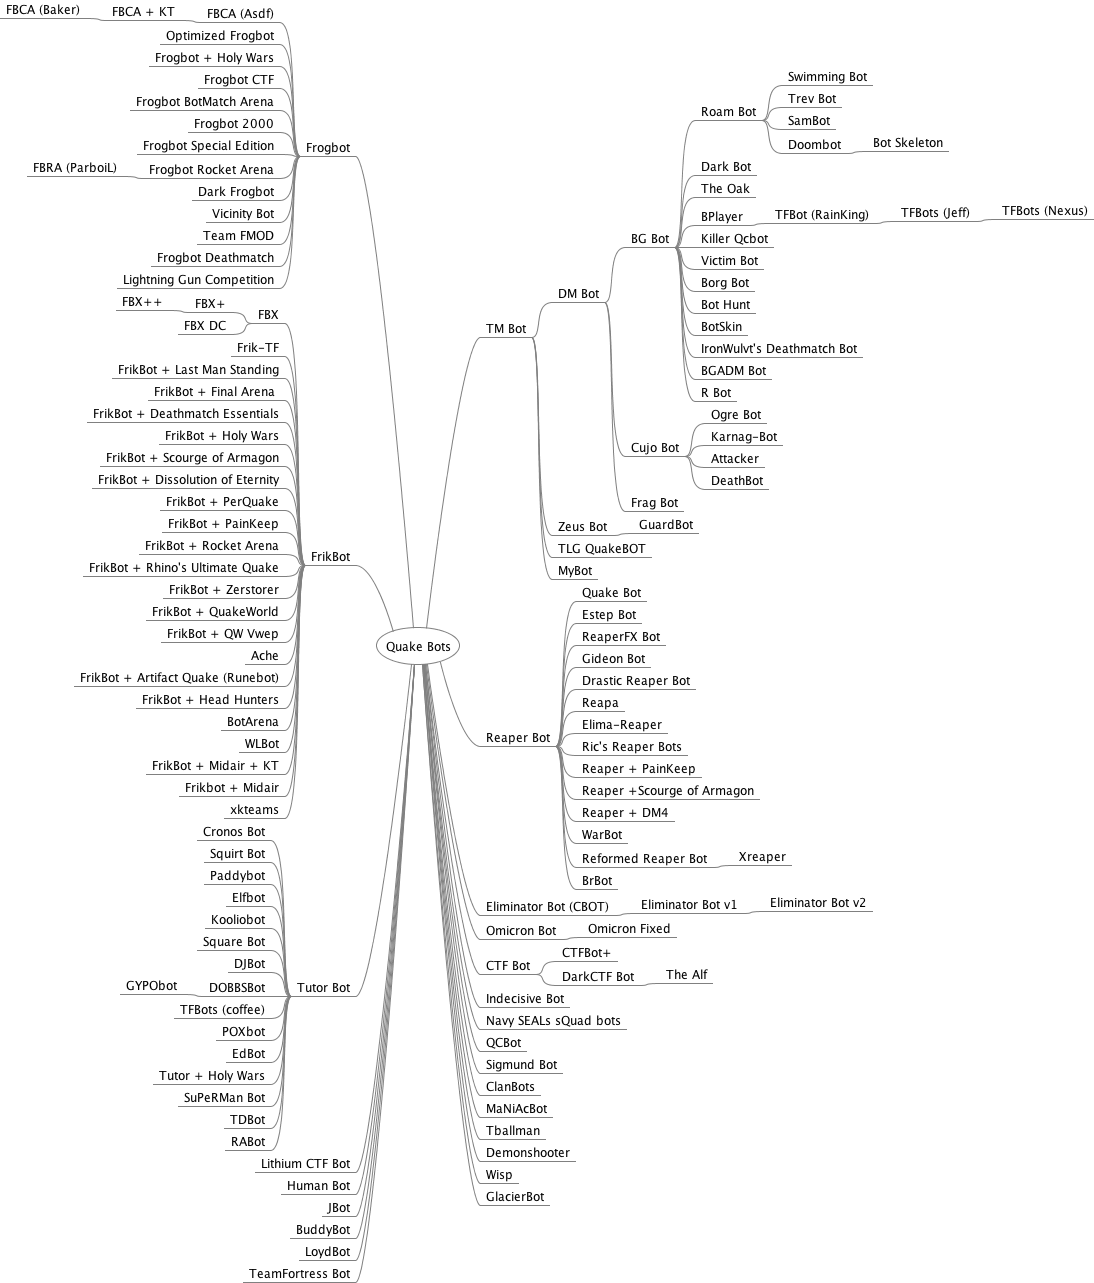 Quake Bots
Frogbot
FBCA (Asdf)
FBCA + KT
FBCA (Baker)
Optimized Frogbot
Frogbot + Holy Wars
Frogbot CTF
Frogbot BotMatch Arena
Frogbot 2000
Frogbot Special Edition
Frogbot Rocket Arena
FBRA (ParboiL)
Dark Frogbot
Vicinity Bot
Team FMOD
Frogbot Deathmatch
Lightning Gun Competition
FrikBot
FBX
FBX+
FBX++
FBX DC
Frik-TF
FrikBot + Last Man Standing
FrikBot + Final Arena
FrikBot + Deathmatch Essentials
FrikBot + Holy Wars
FrikBot + Scourge of Armagon
FrikBot + Dissolution of Eternity
FrikBot + PerQuake
FrikBot + PainKeep
FrikBot + Rocket Arena
FrikBot + Rhino's Ultimate Quake
FrikBot + Zerstorer
FrikBot + QuakeWorld
FrikBot + QW Vwep
Ache
FrikBot + Artifact Quake (Runebot)
FrikBot + Head Hunters
BotArena
WLBot
FrikBot + Midair + KT
Frikbot + Midair
xkteams
Tutor Bot
Cronos Bot
Squirt Bot
Paddybot
Elfbot
Kooliobot
Square Bot
DJBot
DOBBSBot
GYPObot
TFBots (coffee)
POXbot
EdBot
Tutor + Holy Wars
SuPeRMan Bot
TDBot
RABot
Lithium CTF Bot
Human Bot
JBot
BuddyBot
LoydBot
TeamFortress Bot
TM Bot
DM Bot
BG Bot
Roam Bot
Swimming Bot
Trev Bot
SamBot
Doombot
Bot Skeleton
Dark Bot
The Oak
BPlayer
TFBot (RainKing)
TFBots (Jeff)
TFBots (Nexus)
Killer Qcbot
Victim Bot
Borg Bot
Bot Hunt
BotSkin
IronWulvt's Deathmatch Bot
BGADM Bot
R Bot
Cujo Bot
Ogre Bot
Karnag-Bot
Attacker
DeathBot
Frag Bot
Zeus Bot
GuardBot
TLG QuakeBOT
MyBot
Reaper Bot
Quake Bot
Estep Bot
ReaperFX Bot
Gideon Bot
Drastic Reaper Bot
Reapa
Elima-Reaper
Ric's Reaper Bots
Reaper + PainKeep
Reaper +Scourge of Armagon
Reaper + DM4
WarBot
Reformed Reaper Bot
Xreaper
BrBot
Eliminator Bot (CBOT)
Eliminator Bot v1
Eliminator Bot v2
Omicron Bot
Omicron Fixed
CTF Bot
CTFBot+
DarkCTF Bot
The Alf
Indecisive Bot
Navy SEALs sQuad bots
QCBot
Sigmund Bot
ClanBots
MaNiAcBot
Tballman
Demonshooter
Wisp
GlacierBot